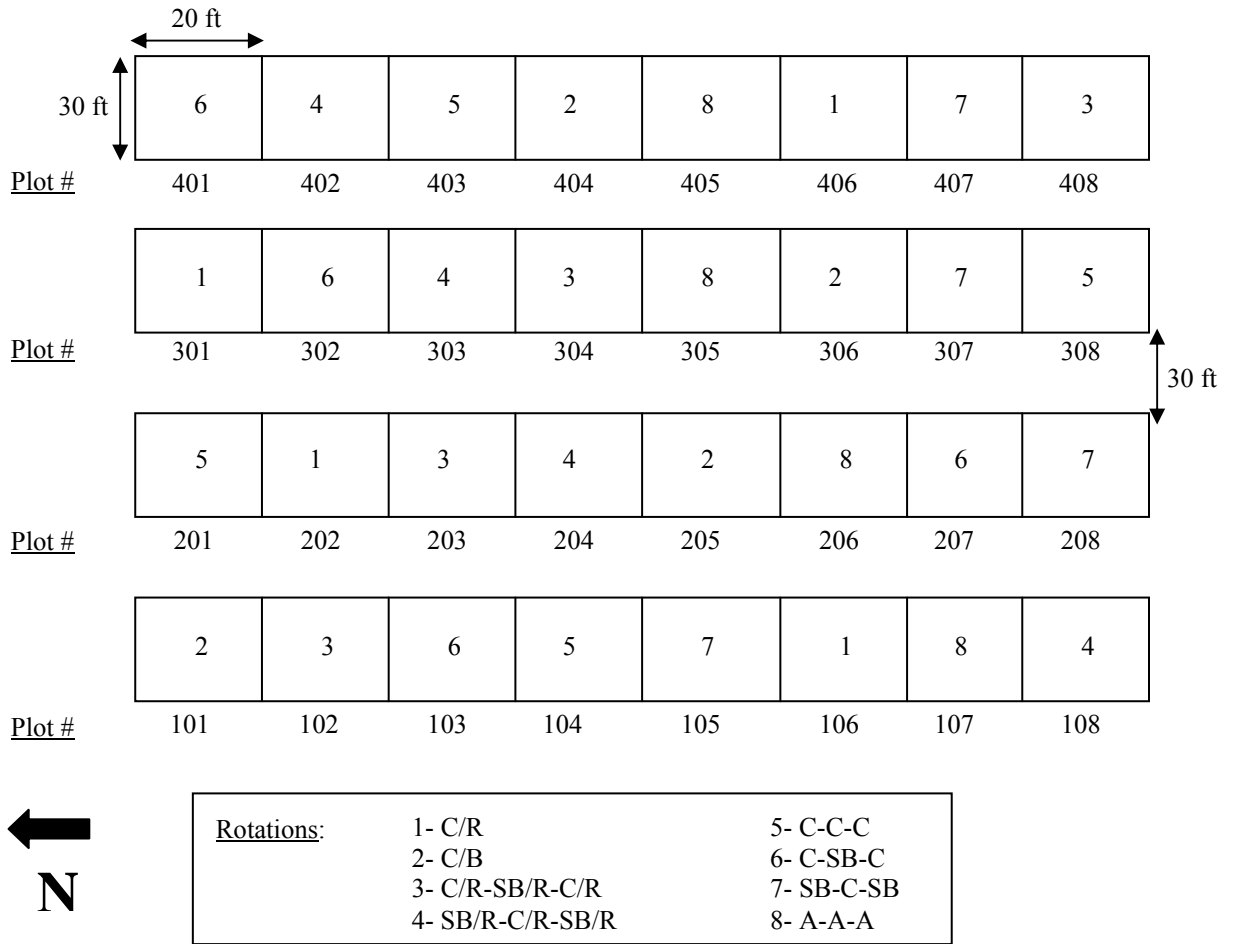 20 ft
30 ft
6 4 5 2 8 1 7 3
Plot # 401 402 403 404 405 406 407 408
1 6 4 3 8 2 7 5
Plot # 301 302 303 304 305 306 307 308
30 ft
5 1 3 4 2 8 6 7
Plot # 201 202 203 204 205 206 207 208
2 3 6 5 7 1 8 4
Plot # 101 102 103 104 105 106 107 108
N
Rotations: 1- C/R 5- C-C-C
2- C/B 6- C-SB-C
3- C/R-SB/R-C/R 7- SB-C-SB
4- SB/R-C/R-SB/R 8- A-A-A